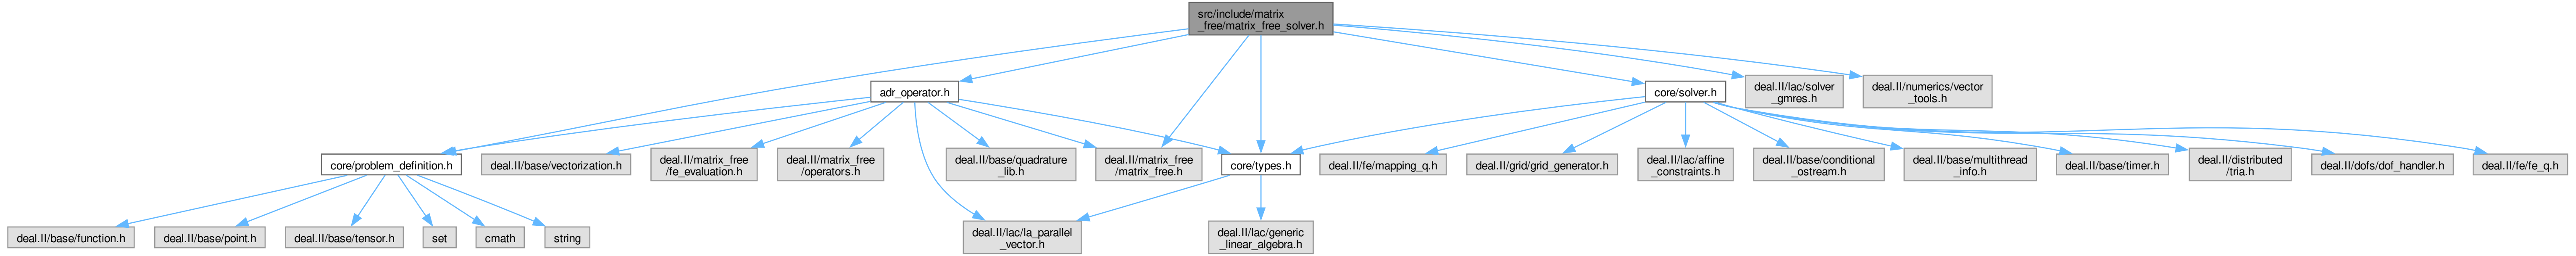 src/include/matrix
_free/matrix_free_solver.h
adr_operator.h
core/solver.h
deal.II/lac/solver
_gmres.h
deal.II/numerics/vector
_tools.h
core/problem_definition.h
deal.II/base/vectorization.h
deal.II/matrix_free
/fe_evaluation.h
deal.II/matrix_free
/operators.h
deal.II/base/quadrature
_lib.h
deal.II/matrix_free
/matrix_free.h
core/types.h
deal.II/fe/mapping_q.h
deal.II/grid/grid_generator.h
deal.II/lac/affine
_constraints.h
deal.II/base/conditional
_ostream.h
deal.II/base/multithread
_info.h
deal.II/base/timer.h
deal.II/distributed
/tria.h
deal.II/dofs/dof_handler.h
deal.II/fe/fe_q.h
deal.II/base/function.h
deal.II/base/point.h
deal.II/base/tensor.h
set
cmath
string
deal.II/lac/la_parallel
_vector.h
deal.II/lac/generic
_linear_algebra.h